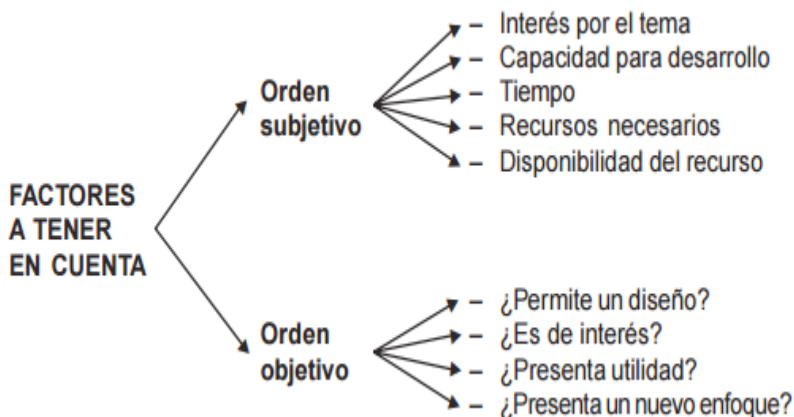 FACTORES
A TENER
EN CUENTA
Orden
subjetivo
– Interés por el tema
– Capacidad para desarrollo
– Tiempo
– Recursos necesarios
– Disponibilidad del recurso
Orden
objetivo
– ¿Permite un diseño?
– ¿Es de interés?
– ¿Presenta utilidad?
– ¿Presenta un nuevo enfoque?